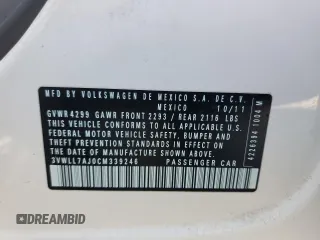 MFD BY VOLKSWAGEN DE MEXICO S.A. DE C.V.
MEXICO 10/11
GVWR 4299 GAWR FRONT 2293 / REAR 2116 LBS
THIS VEHICLE CONFORMS TO ALL APPLICABLE U.S.
FEDERAL MOTOR VEHICLE SAFETY,
BUMPER AND THEFT PREVENTION STANDARDS IN
EFFECT ON THE DATE OF MANUFACTURE SHOWN ABOVE.
3VWLL7AJ0CM339246 PASSENGER CAR
4226394 1004 M
DREAMBID